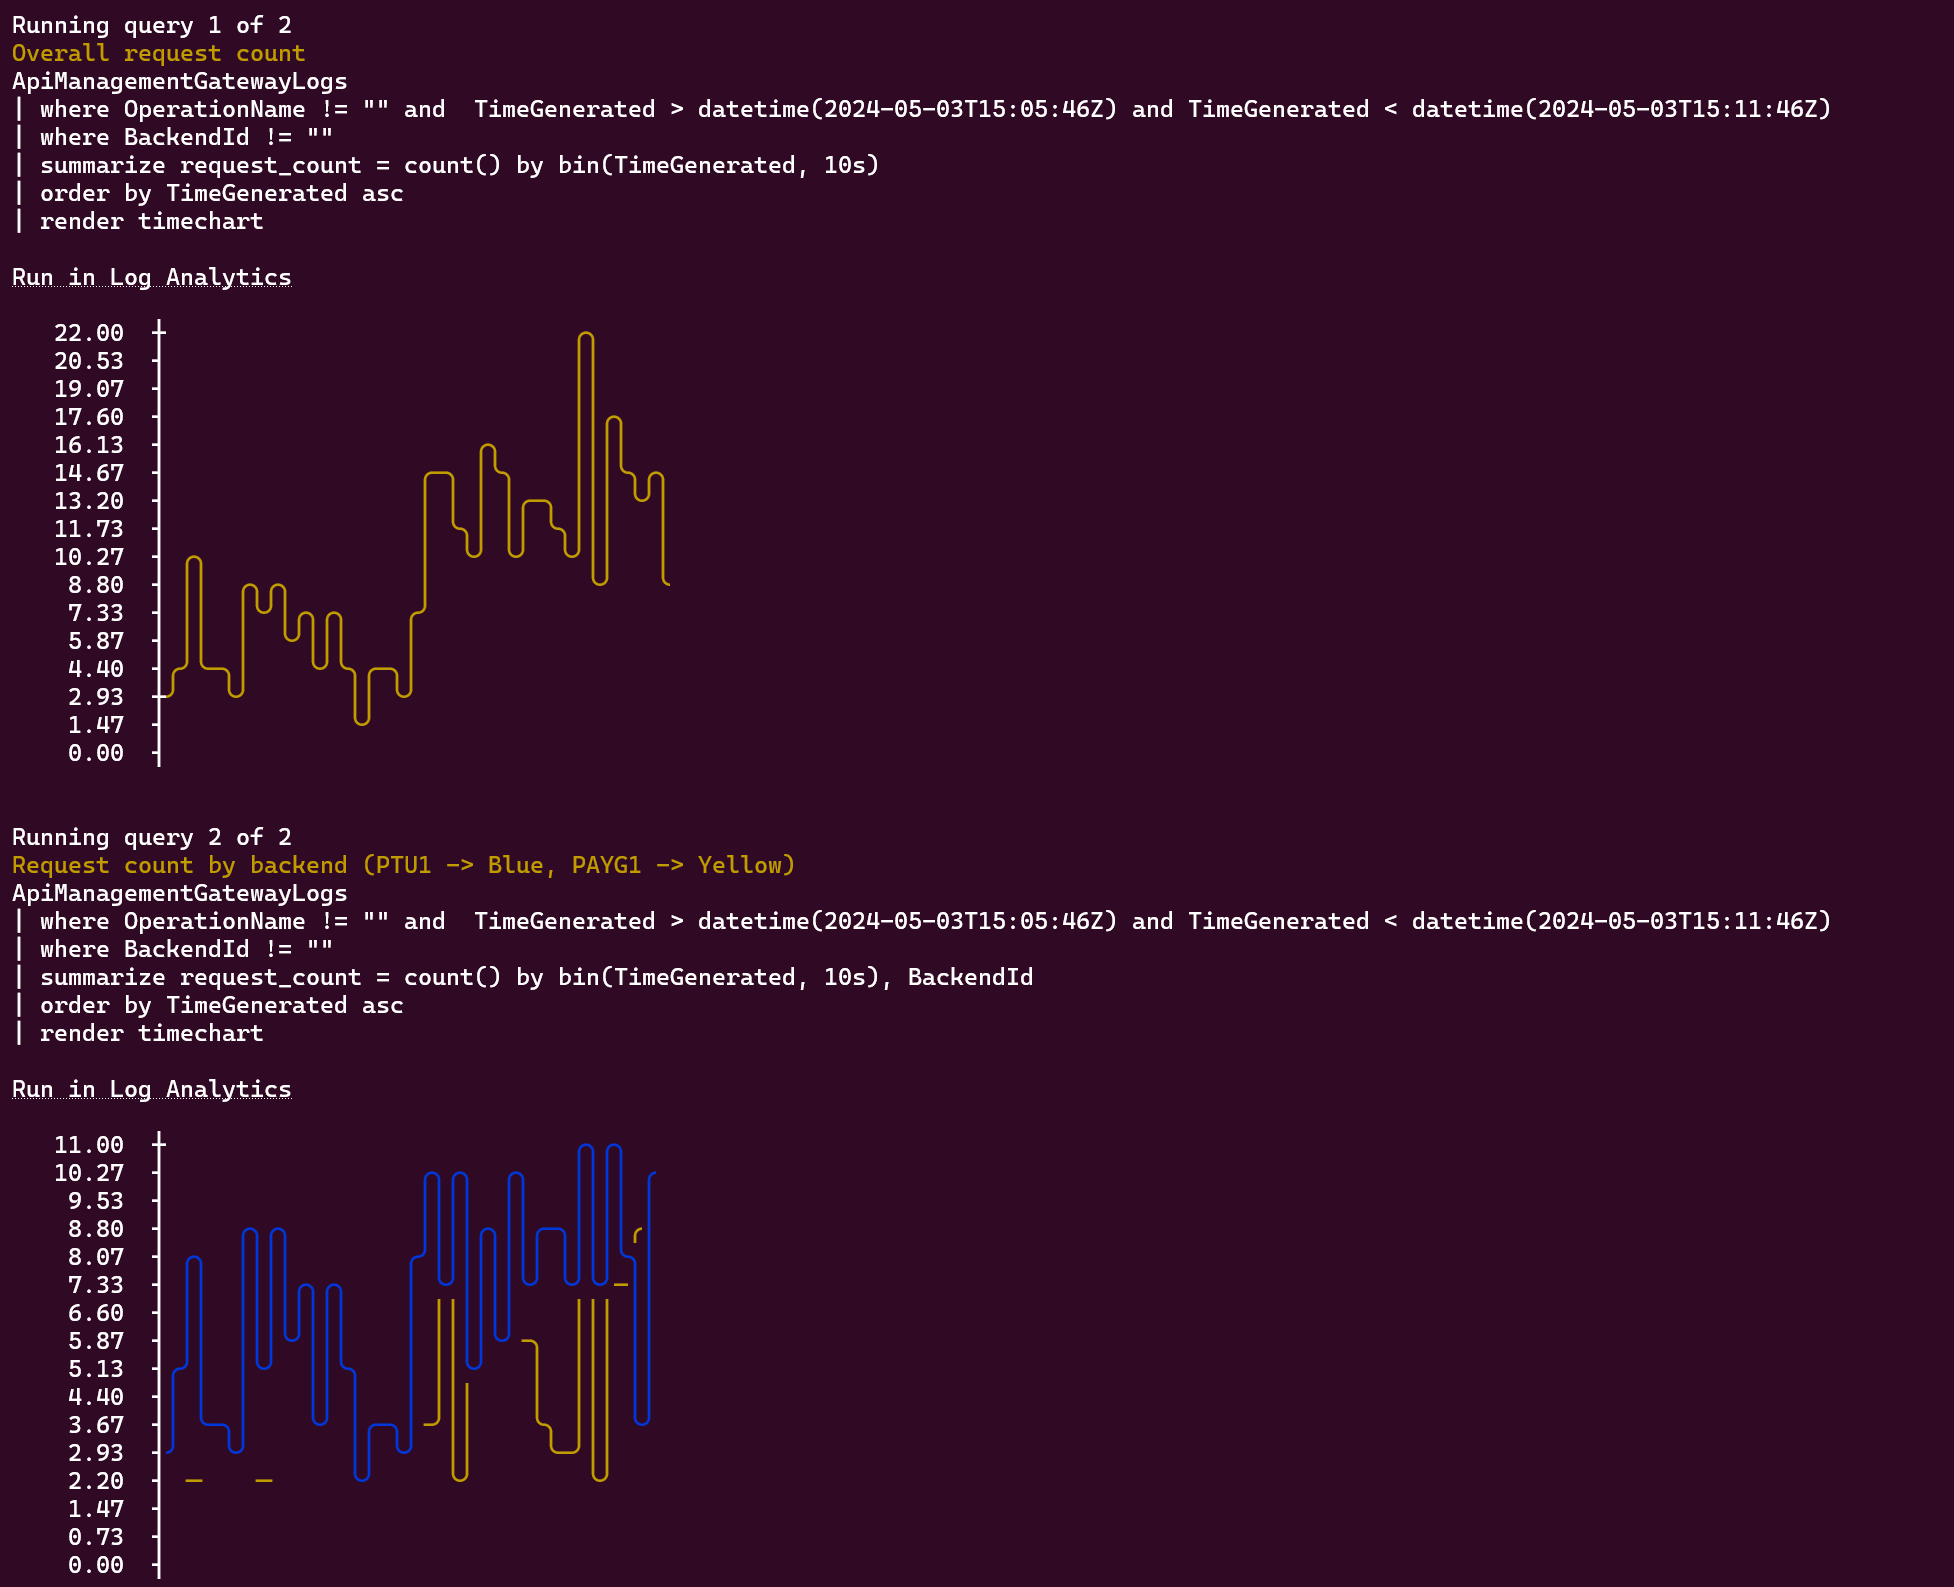 Running query 1 of 2
Overall request count
ApiManagementGatewayLogs
| where OperationName != "" and  TimeGenerated > datetime(2024-05-03T15:05:46Z) and TimeGenerated < datetime(2024-05-03T15:11:46Z)
| where BackendId != ""
| summarize request_count = count() by bin(TimeGenerated, 10s)
| order by TimeGenerated asc
| render timechart
Run in Log Analytics
22.00
20.53
19.07
17.60
16.13
14.67
13.20
11.73
10.27
8.80
7.33
5.87
4.40
2.93
1.47
0.00
Running query 2 of 2
Request count by backend (PTU1 -> Blue, PAYG1 -> Yellow)
ApiManagementGatewayLogs
| where OperationName != "" and  TimeGenerated > datetime(2024-05-03T15:05:46Z) and TimeGenerated < datetime(2024-05-03T15:11:46Z)
| where BackendId != ""
| summarize request_count = count() by bin(TimeGenerated, 10s), BackendId
| order by TimeGenerated asc
| render timechart
Run in Log Analytics
11.00
10.27
9.53
8.80
8.07
7.33
6.60
5.87
5.13
4.40
3.67
2.93
2.20
1.47
0.73
0.00